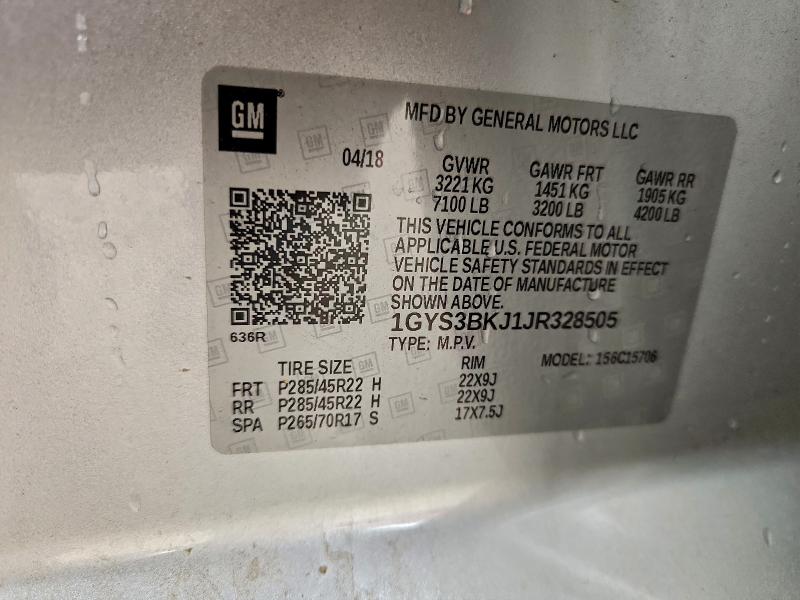 GM
MFD BY GENERAL MOTORS LLC
04/18 GVWR GAWR FRT GAWR RR
3221 KG 1451 KG 1905 KG
7100 LB 3200 LB 4200 LB
THIS VEHICLE CONFORMS TO ALL
APPLICABLE U.S. FEDERAL MOTOR
VEHICLE SAFETY STANDARDS IN EFFECT
ON THE DATE OF MANUFACTURE
SHOWN ABOVE.
1GYS3BKJ1JR328505
636R
TYPE: M.P.V. MODEL: 1S6C15706
TIRE SIZE RIM
FRT P285/45R22 H 22X9J
RR P285/45R22 H 22X9J
SPA P265/70R17 S 17X7.5J